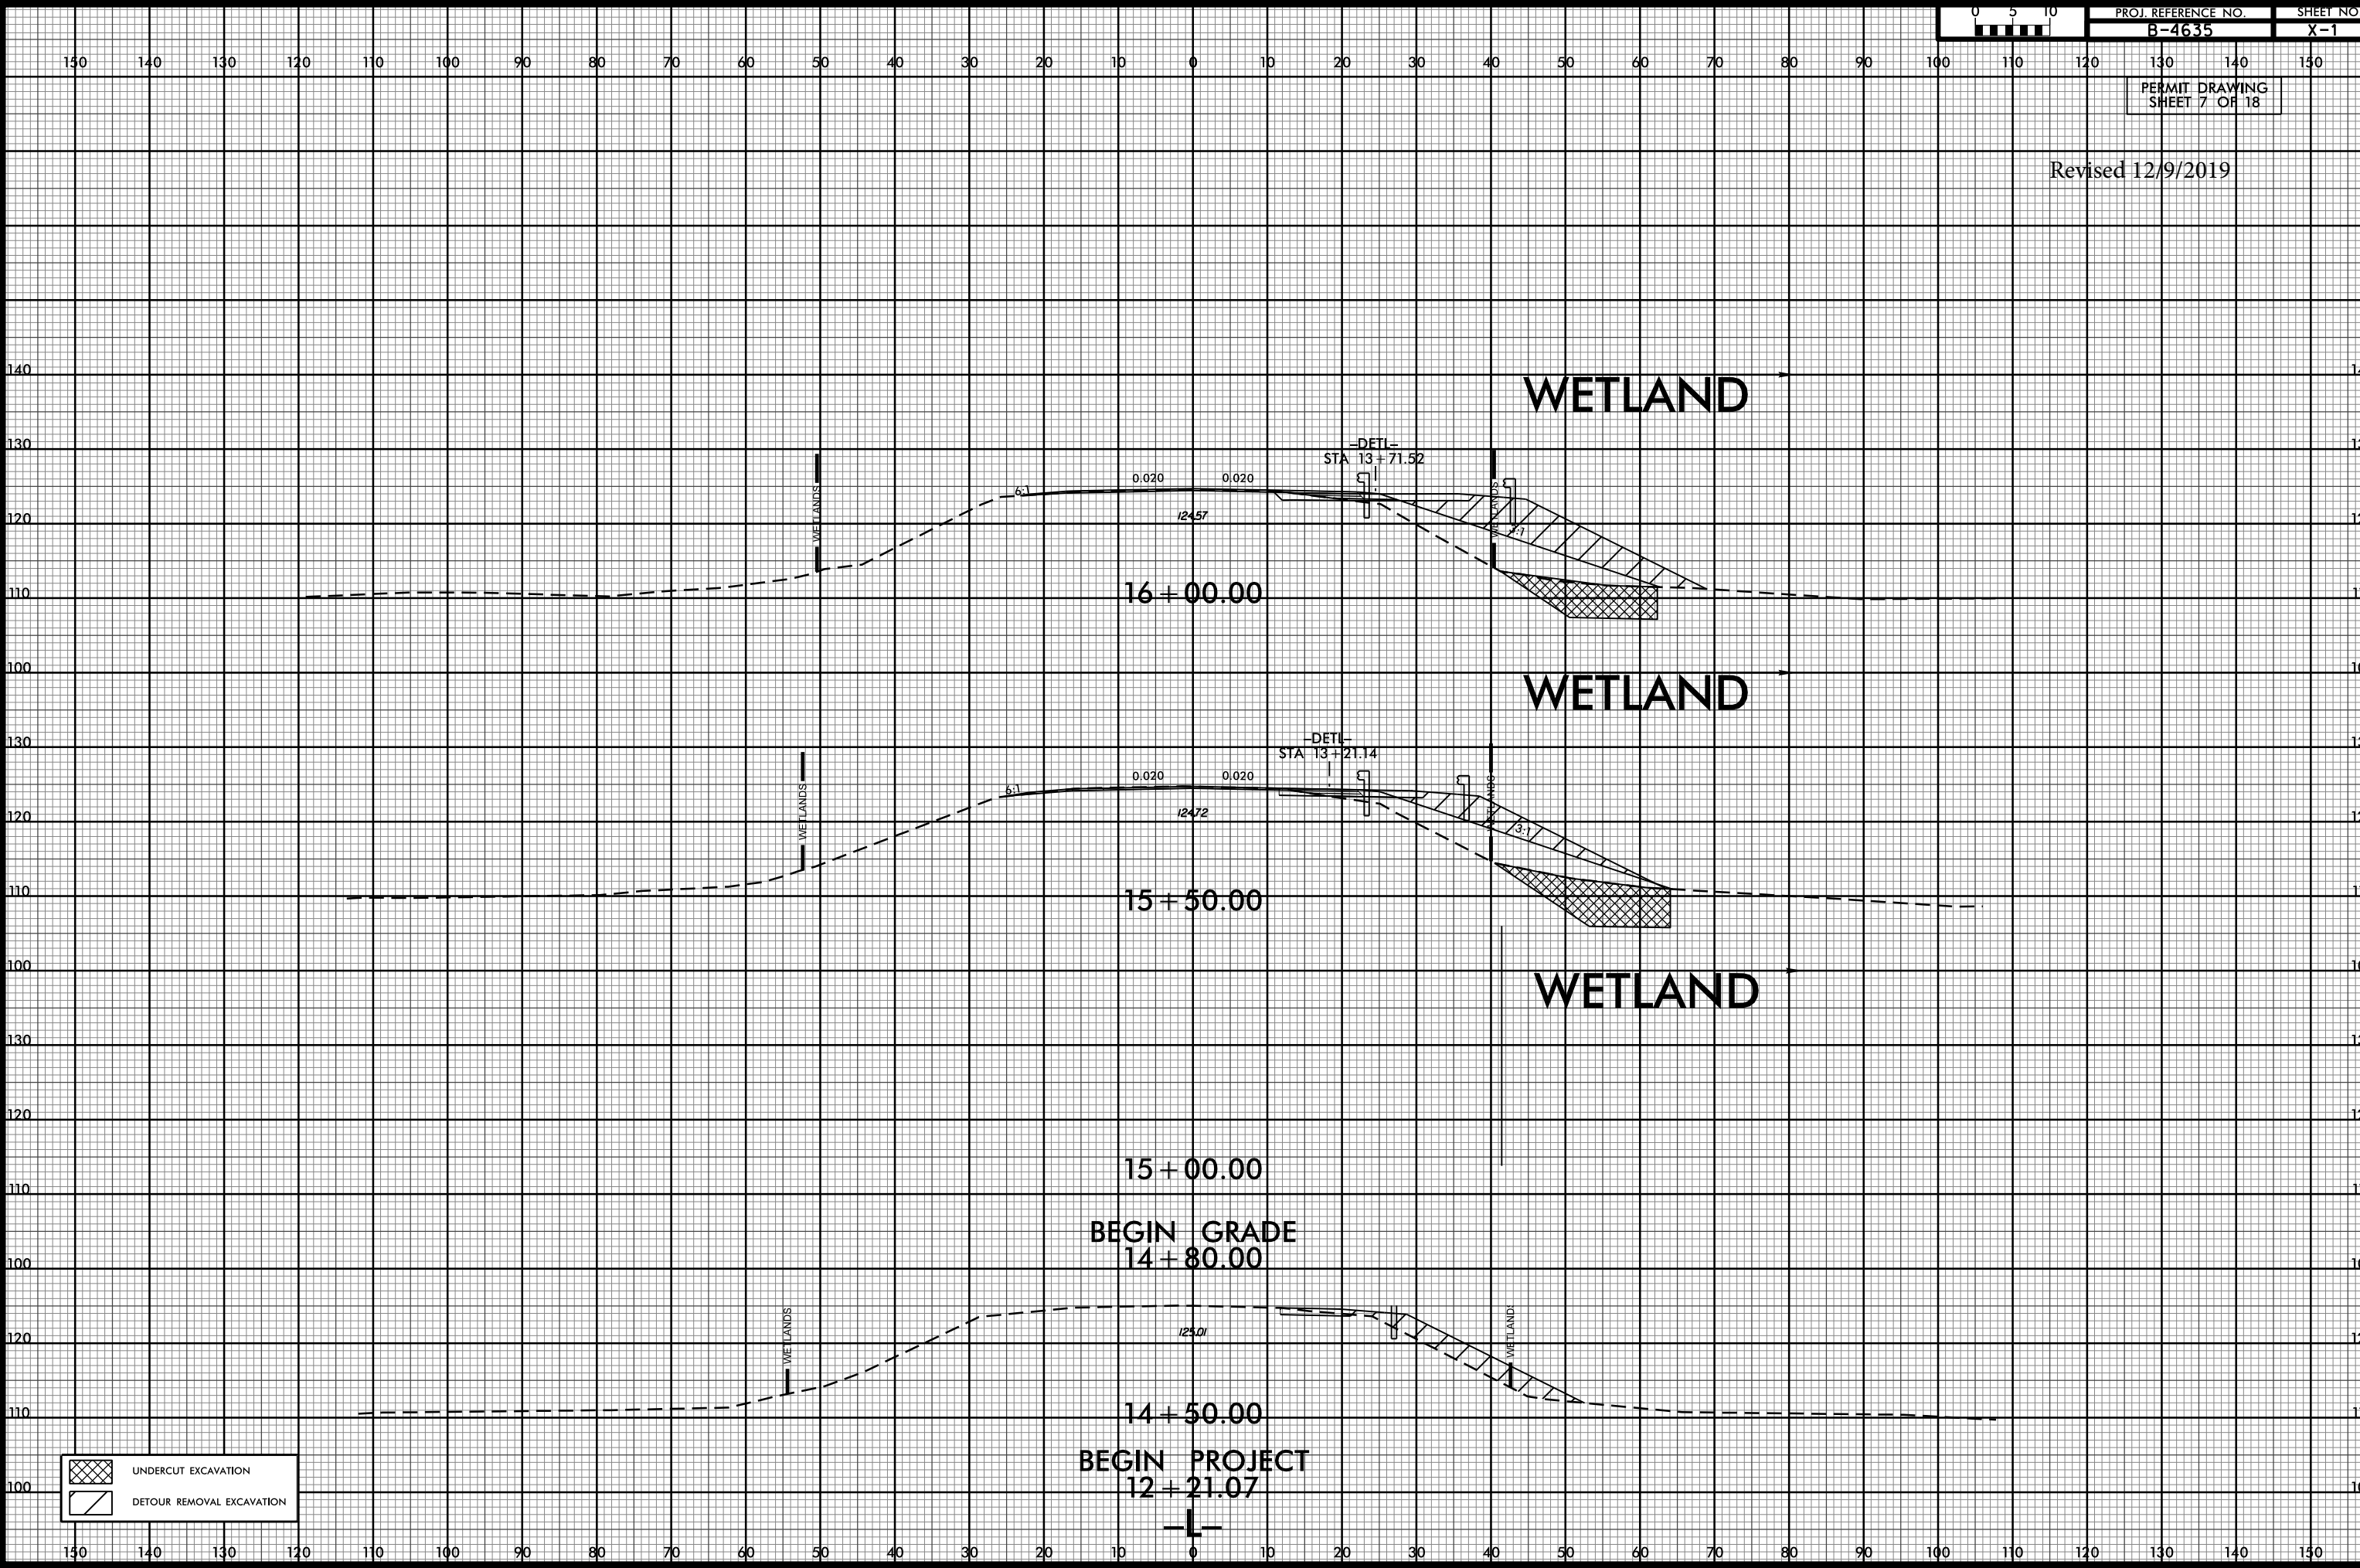 0 5 10
PROJ. REFERENCE NO. SHEET NO
B-4635 X-1
150 140 130 120 110 100 90 80 70 60 50 40 30 20 10 0 10 20 30 40 50 60 70 80 90 100 110 120 130 140 150
PERMIT DRAWING
SHEET 7 OF 18
Revised 12/9/2019
140
WETLAND
130
-DETL-
STA 13+71.52
6:1 0.020 0.020
WETLANDS
WETLANDS
120
124.57
3:1
110
16+00.00
100
WETLAND
130
-DETL-
STA 13+21.14
6:1 0.020 0.020
WETLANDS
WETLANDS
120
124.72
3:1
110
15+50.00
100
WETLAND
130
120
15+00.00
110
BEGIN GRADE
14+80.00
100
WETLANDS
WETLAND
120
125.01
110
14+50.00
BEGIN PROJECT
12+21.07
100
-L-
UNDERCUT EXCAVATION
DETOUR REMOVAL EXCAVATION
150 140 130 120 110 100 90 80 70 60 50 40 30 20 10 0 10 20 30 40 50 60 70 80 90 100 110 120 130 140 150